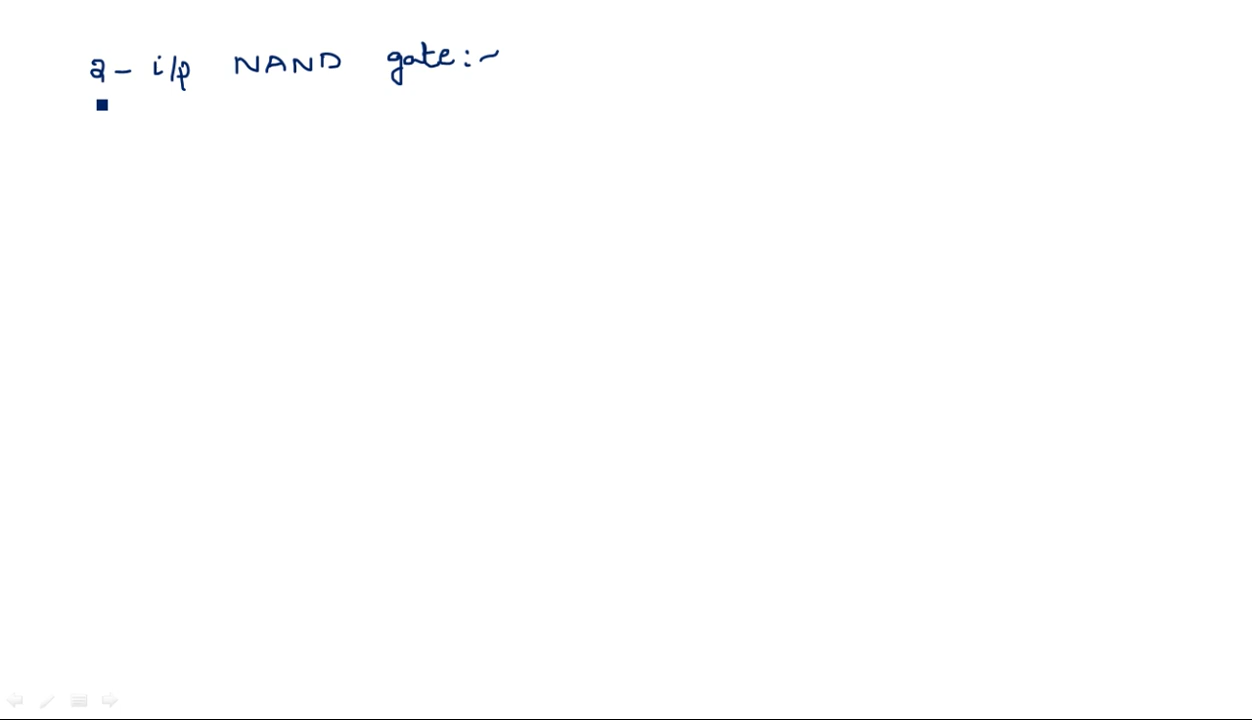 2 - i/p NAND gate :-